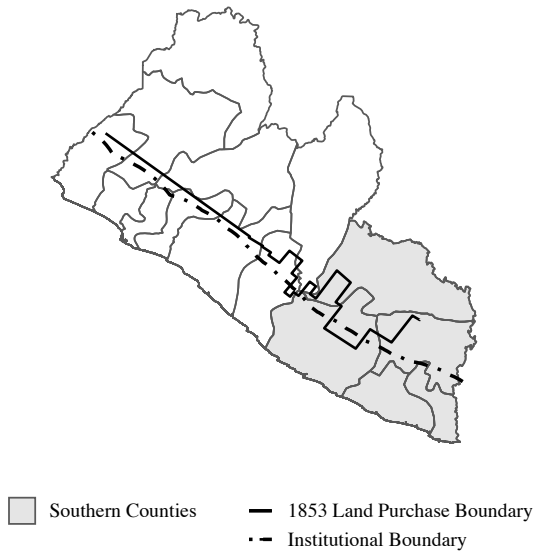 Southern Counties
1853 Land Purchase Boundary
Institutional Boundary